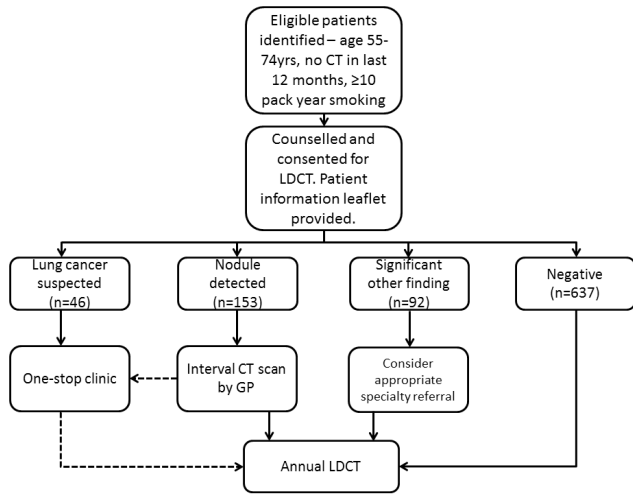 Eligible patients
identified – age 55-
74yrs, no CT in last
12 months, ≥10
pack year smoking
Counselled and
consented for
LDCT. Patient
information leaflet
provided.
Lung cancer
suspected
(n=46)
Nodule
detected
(n=153)
Significant
other finding
(n=92)
Negative
(n=637)
One-stop clinic
Interval CT scan
by GP
Consider
appropriate
specialty referral
Annual LDCT